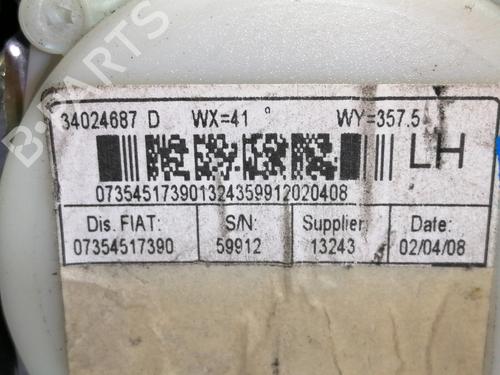 34024687 D WX=41 ° WY=357.5
LH
07354517390132435991202040­8
Dis. FIAT: S/N: Supplier Date:
07354517390 59912 13243 02/04/08
B-PARTS